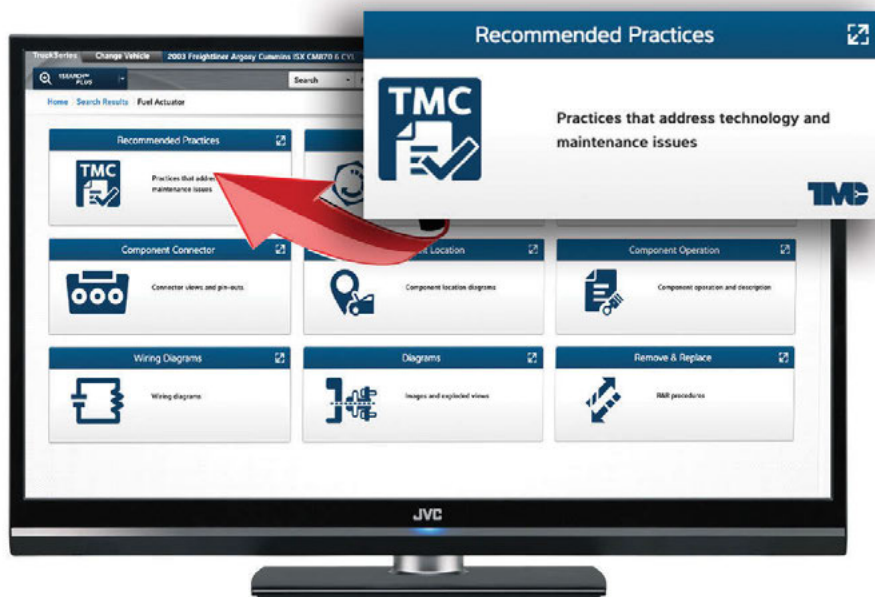 Recommended Practices
TMC
Practices that address technology and
maintenance issues
TMC
TruckSeries Change Vehicle 2003 Freightliner Argosy Cummins ISX CM870 6 CYL
1SEARCH™
PLUS
Search
Home Search Results Fuel Actuator
Recommended Practices
TMC
Practices that address
maintenance issues
Component Connector
Connector views and pin-outs
Location
Component location diagrams
Component Operation
Component operation and description
Wiring Diagrams
Wiring diagrams
Diagrams
Images and exploded views
Remove & Replace
R&R procedures
JVC